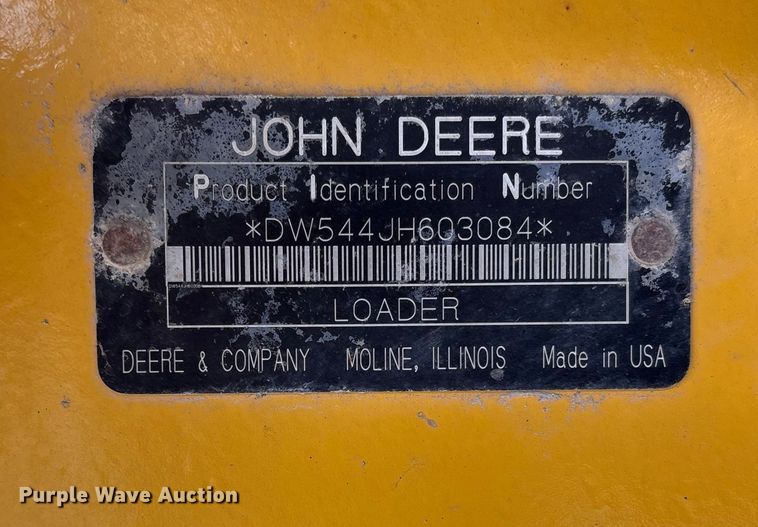 JOHN DEERE
Product Identification Number
*DW544JH603084*
LOADER
DEERE & COMPANY MOLINE, ILLINOIS Made in USA
Purple Wave Auction